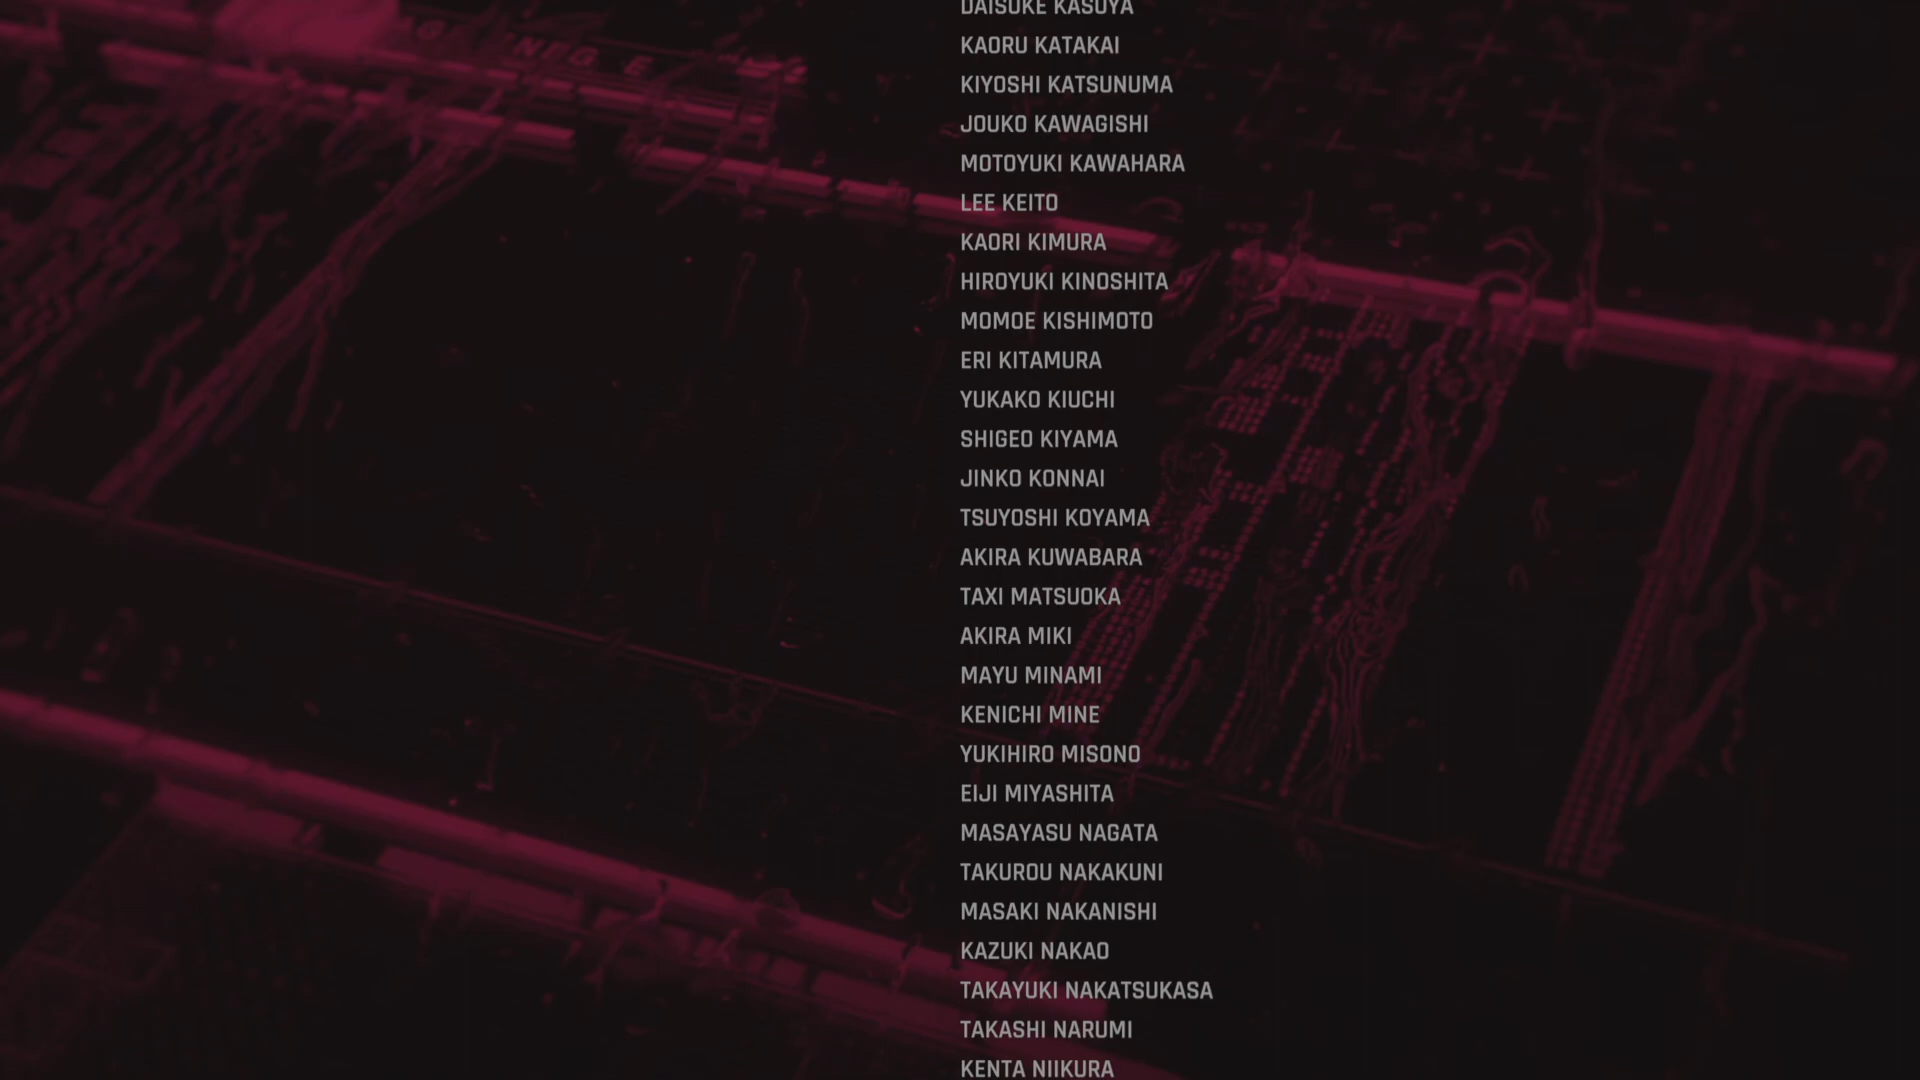 DAISUKE KASUYA
KAORU KATAKAI
KIYOSHI KATSUNUMA
JOUKO KAWAGISHI
MOTOYUKI KAWAHARA
LEE KEITO
KAORI KIMURA
HIROYUKI KINOSHITA
MOMOE KISHIMOTO
ERI KITAMURA
YUKAKO KIUCHI
SHIGEO KIYAMA
JINKO KONNAI
TSUYOSHI KOYAMA
AKIRA KUWABARA
TAXI MATSUOKA
AKIRA MIKI
MAYU MINAMI
KENICHI MINE
YUKIHIRO MISONO
EIJI MIYASHITA
MASAYASU NAGATA
TAKUROU NAKAKUNI
MASAKI NAKANISHI
KAZUKI NAKAO
TAKAYUKI NAKATSUKASA
TAKASHI NARUMI
KENTA NIIKURA